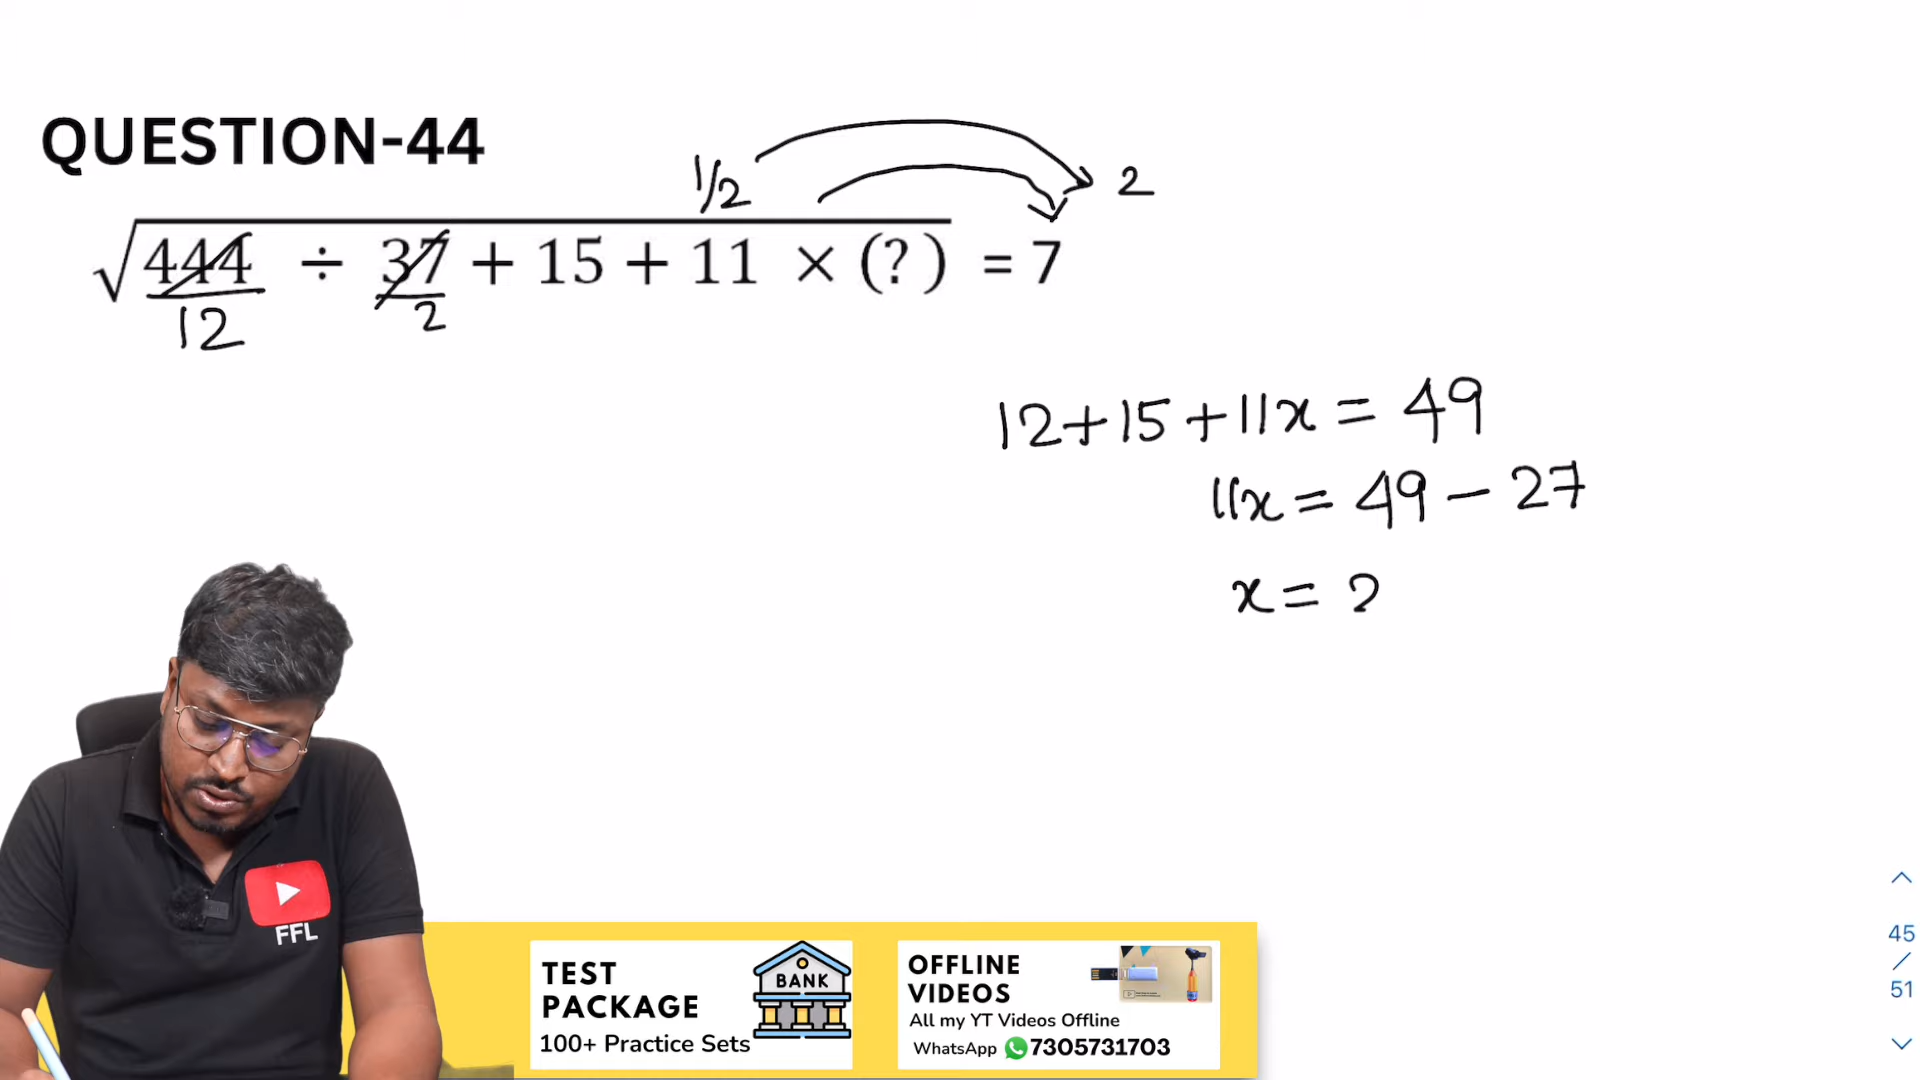 QUESTION-44
1/2
2
√444 ÷ 37 + 15 + 11 × (?) = 7
12
2
12+15+11x = 49
11x = 49 - 27
x = 2
FFL
TEST
PACKAGE
100+ Practice Sets
BANK
OFFLINE
VIDEOS
All my YT Videos Offline
WhatsApp 7305731703
45
/
51